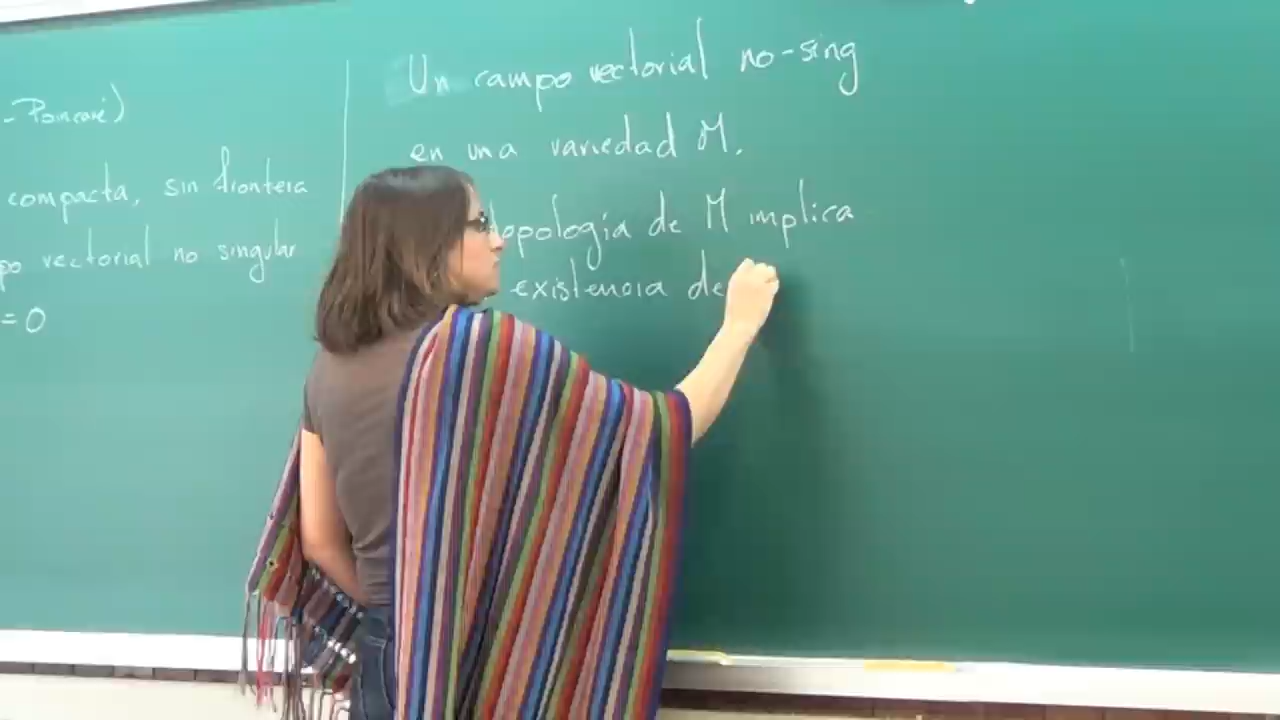 - Poincaré)
compacta, sin frontera
po vectorial no singular
= 0
Un campo vectorial no-sing
en una variedad M.
topología de M implica
existencia de